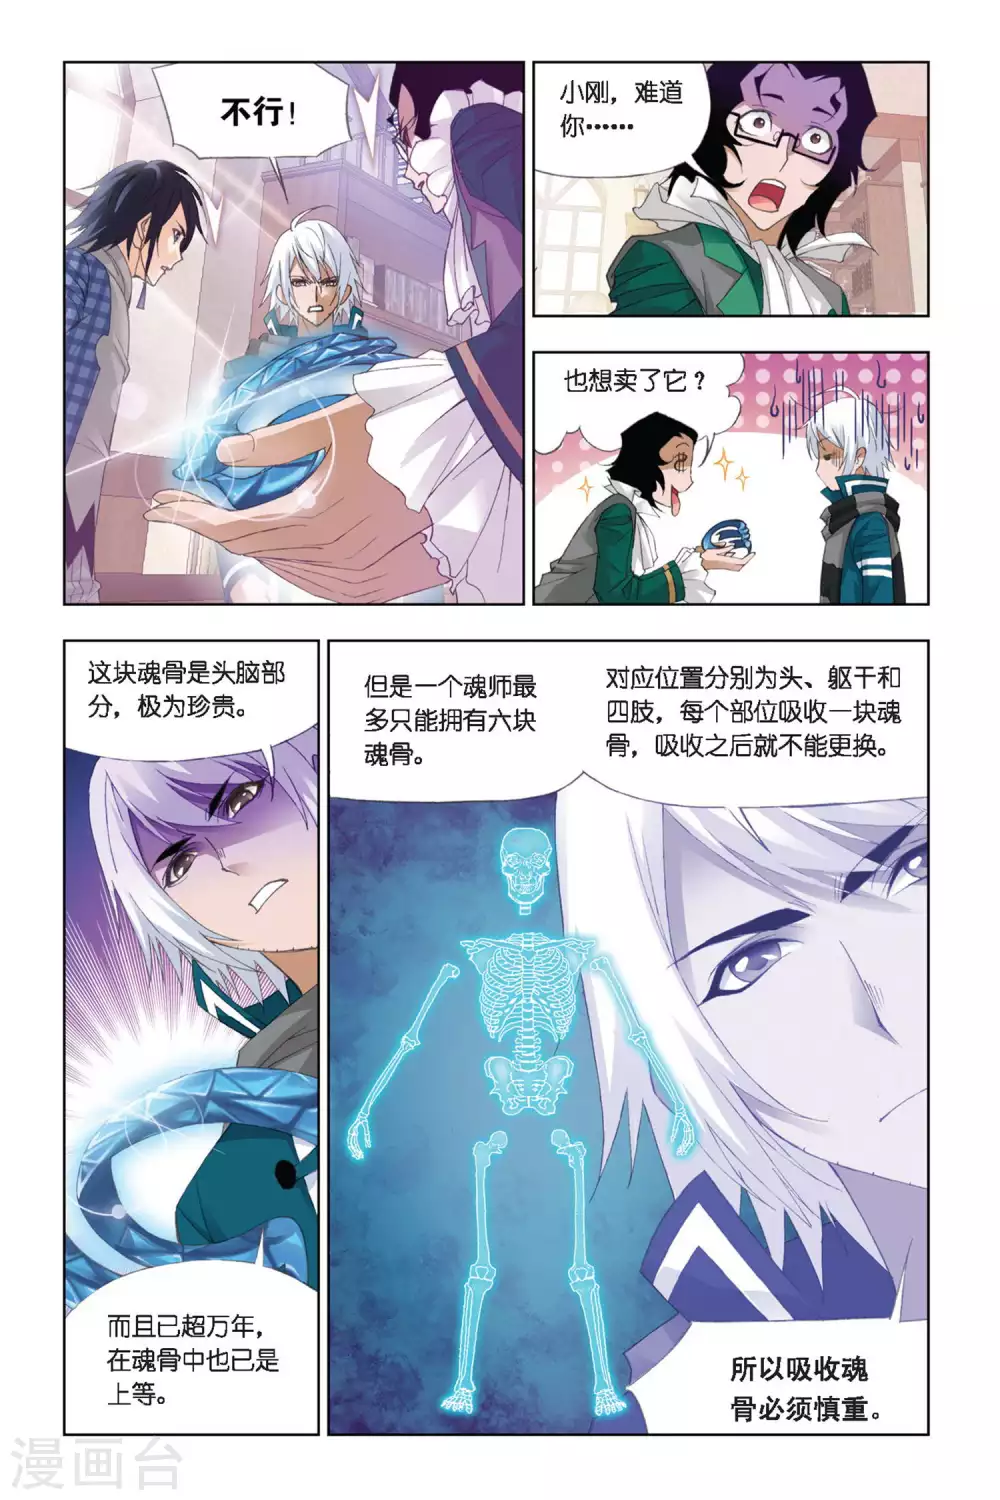 不行！
小刚，难道
你……
也想卖了它？
这块魂骨是头脑部
分，极为珍贵。
而且已超万年，
在魂骨中也已是
上等。
但是一个魂师最
多只能拥有六块
魂骨。
对应位置分别为头、躯干和
四肢，每个部位吸收一块魂
骨，吸收之后就不能更换。
所以吸收魂
骨必须慎重。
漫画台